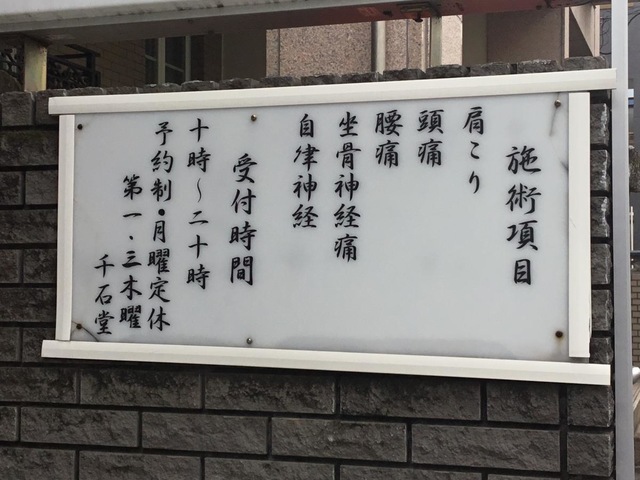 施術項目
肩こり
頭痛
腰痛
坐骨神経痛
自律神経
受付時間
十時～二十時
予約制・月曜定休
第一、三木曜
千石堂